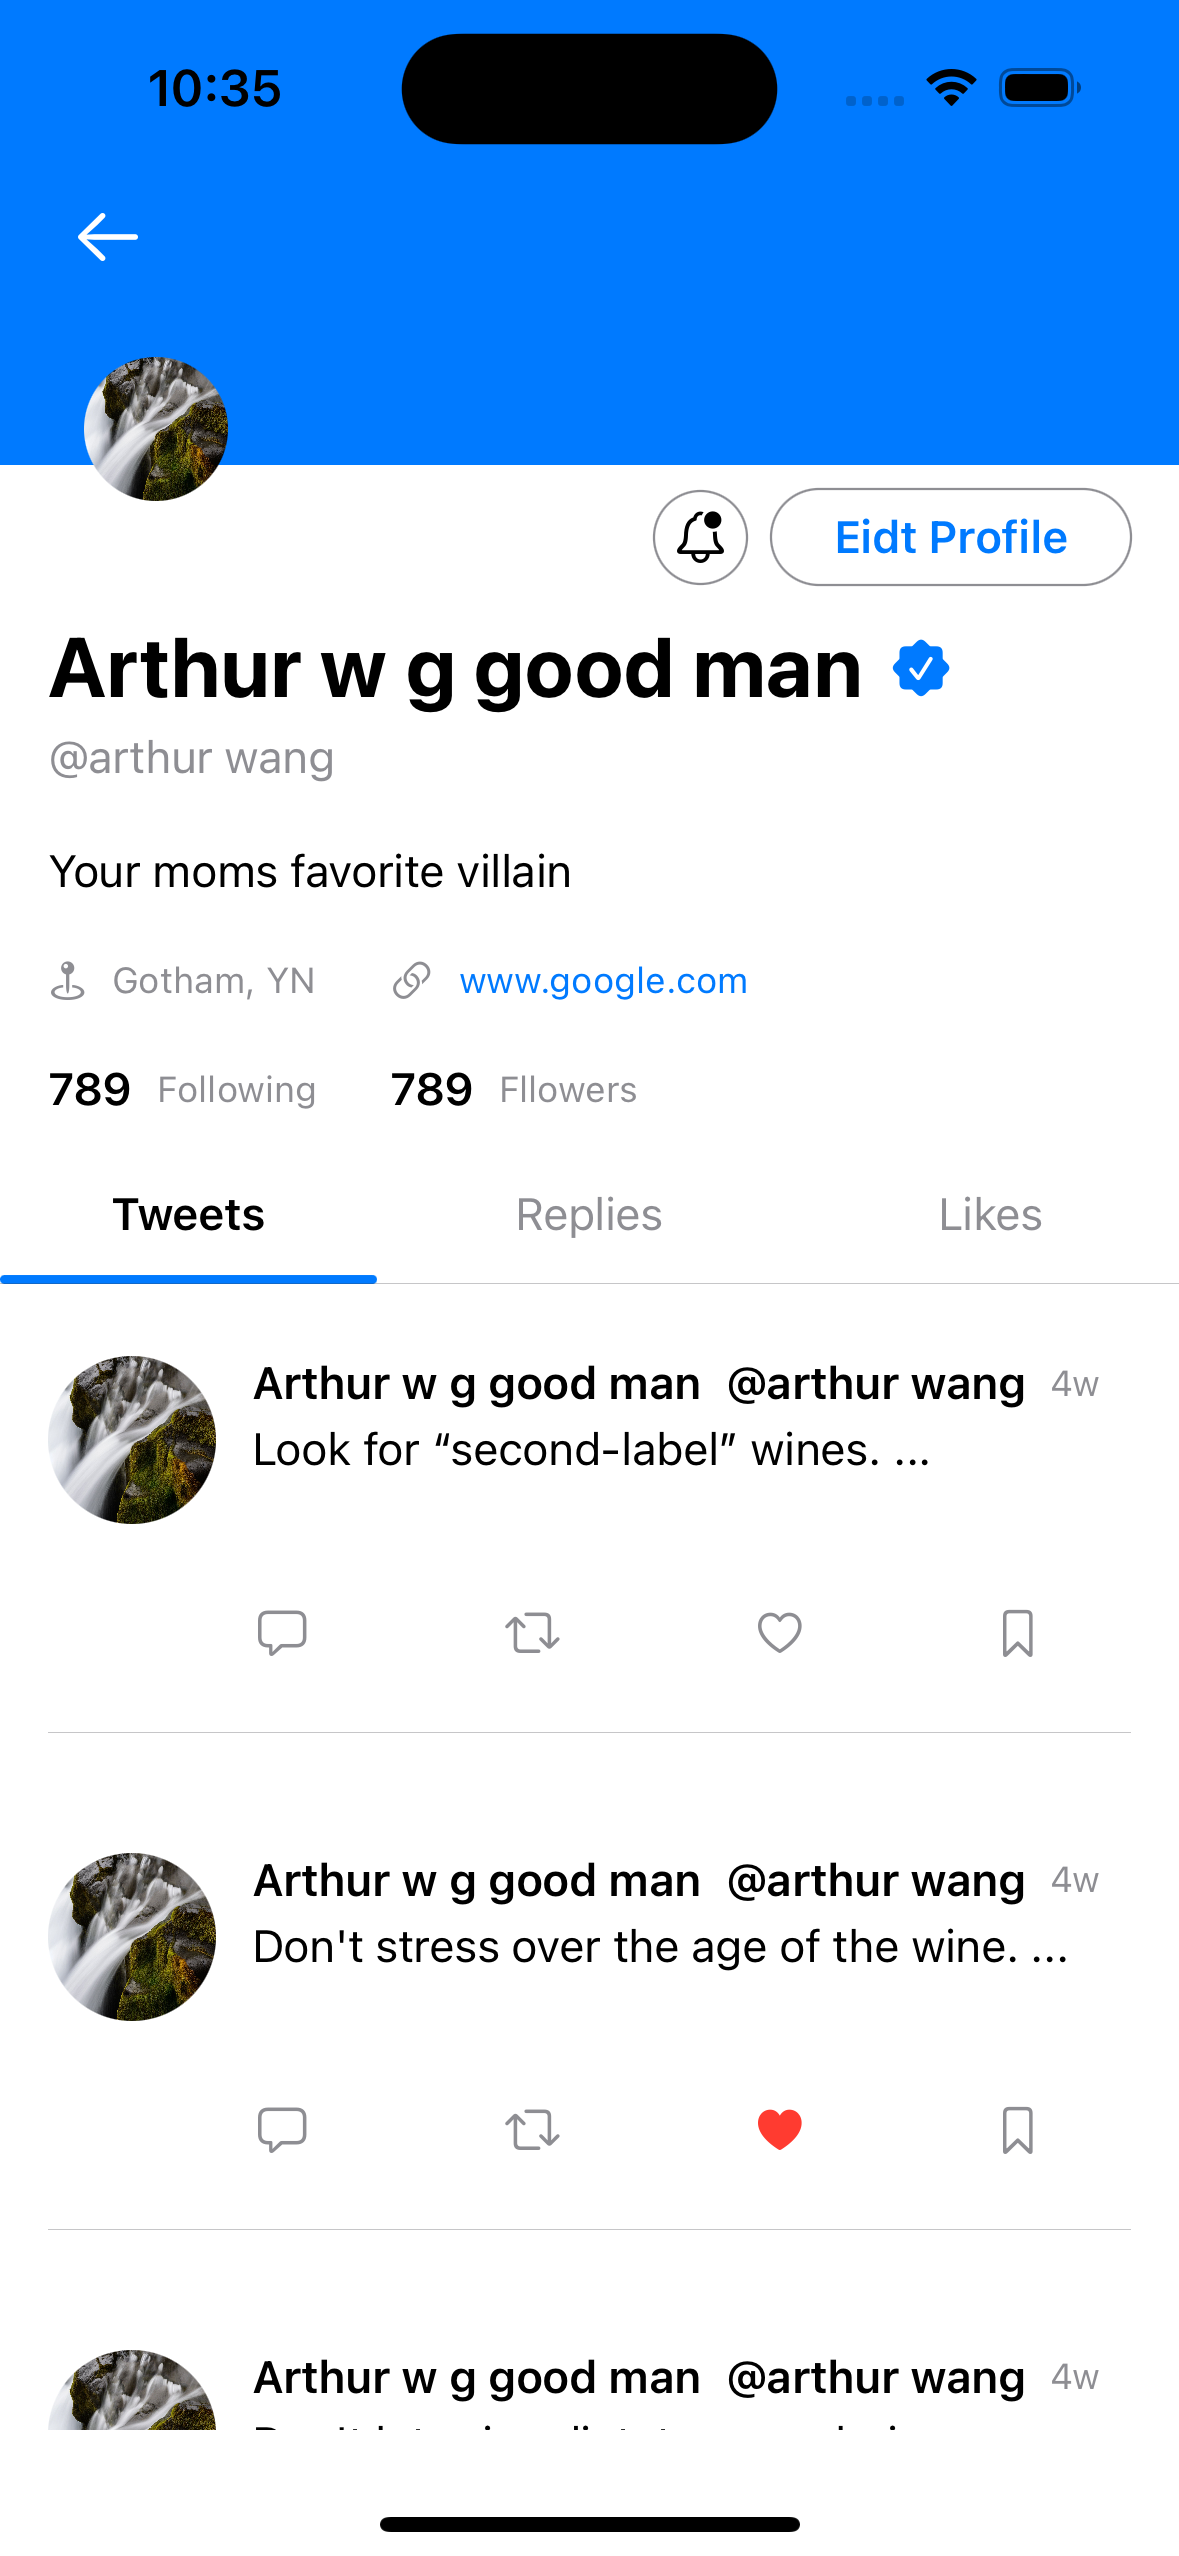 10:35
Eidt Profile
Arthur w g good man
@arthur wang
Your moms favorite villain
Gotham, YN www.google.com
789 Following 789 Fllowers
Tweets Replies Likes
Arthur w g good man @arthur wang 4w
Look for “second-label” wines. ...
Arthur w g good man @arthur wang 4w
Don't stress over the age of the wine. ...
Arthur w g good man @arthur wang 4w